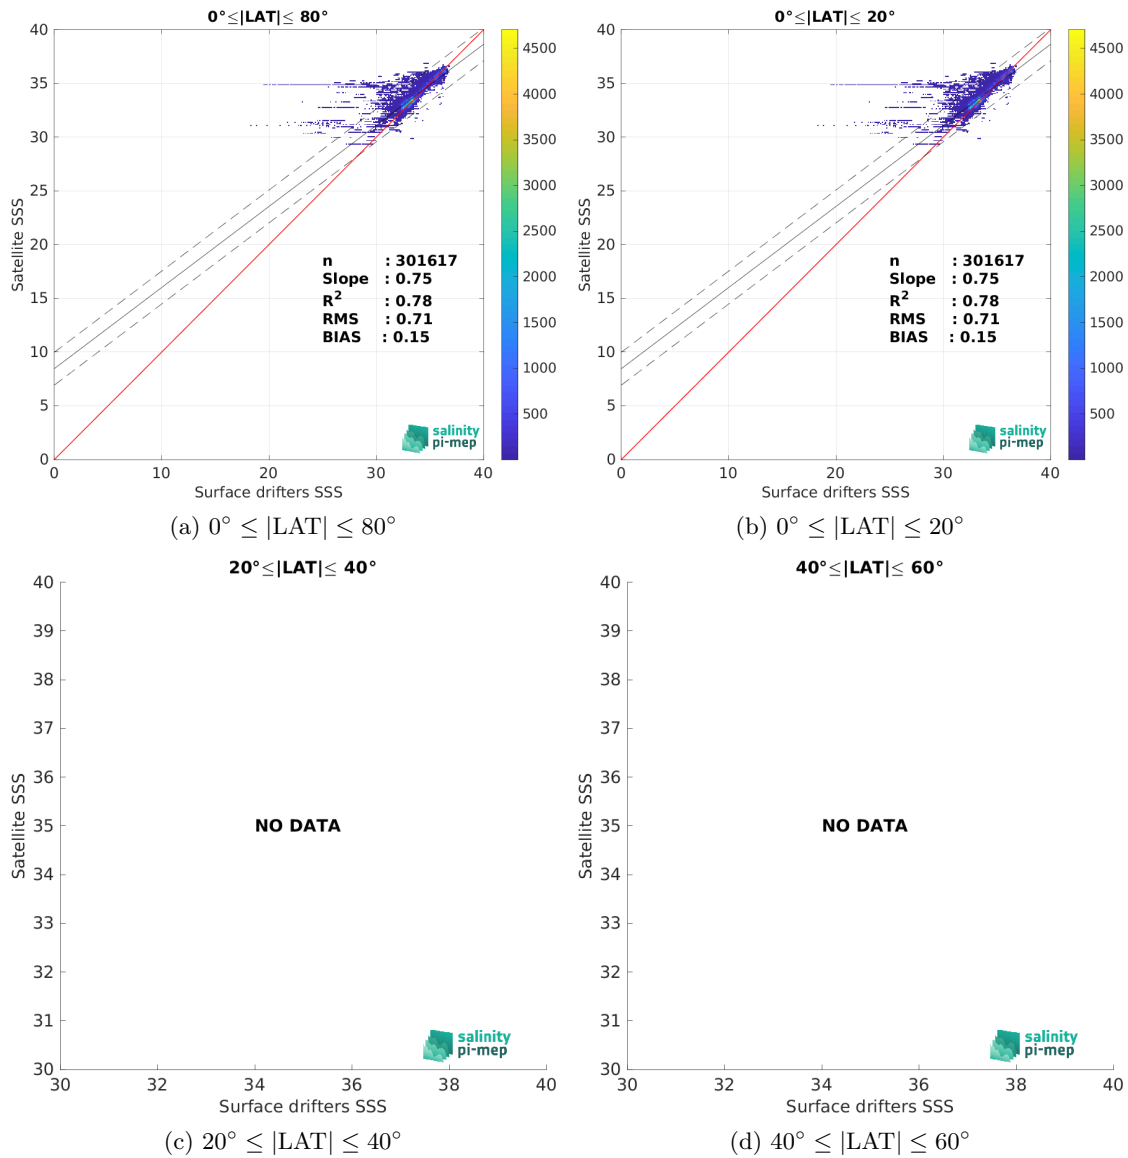 0°≤|LAT|≤ 80°
40
35
30
25
20
15
10
5
0
Satellite SSS
n : 301617
Slope : 0.75
R² : 0.78
RMS : 0.71
BIAS : 0.15
salinity
pi-mep
0 10 20 30 40
Surface drifters SSS
4500
4000
3500
3000
2500
2000
1500
1000
500
(a) 0° ≤ |LAT| ≤ 80°
0°≤|LAT|≤ 20°
40
35
30
25
20
15
10
5
0
Satellite SSS
n : 301617
Slope : 0.75
R² : 0.78
RMS : 0.71
BIAS : 0.15
salinity
pi-mep
0 10 20 30 40
Surface drifters SSS
4500
4000
3500
3000
2500
2000
1500
1000
500
(b) 0° ≤ |LAT| ≤ 20°
20°≤|LAT|≤ 40°
40
39
38
37
36
35
34
33
32
31
30
Satellite SSS
NO DATA
salinity
pi-mep
30 32 34 36 38 40
Surface drifters SSS
(c) 20° ≤ |LAT| ≤ 40°
40°≤|LAT|≤ 60°
40
39
38
37
36
35
34
33
32
31
30
Satellite SSS
NO DATA
salinity
pi-mep
30 32 34 36 38 40
Surface drifters SSS
(d) 40° ≤ |LAT| ≤ 60°